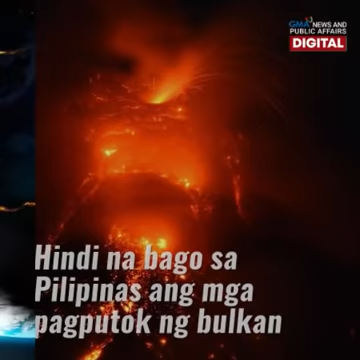 GMA NEWS AND
PUBLIC AFFAIRS
DIGITAL
Hindi na bago sa
Pilipinas ang mga
pagputok ng bulkan